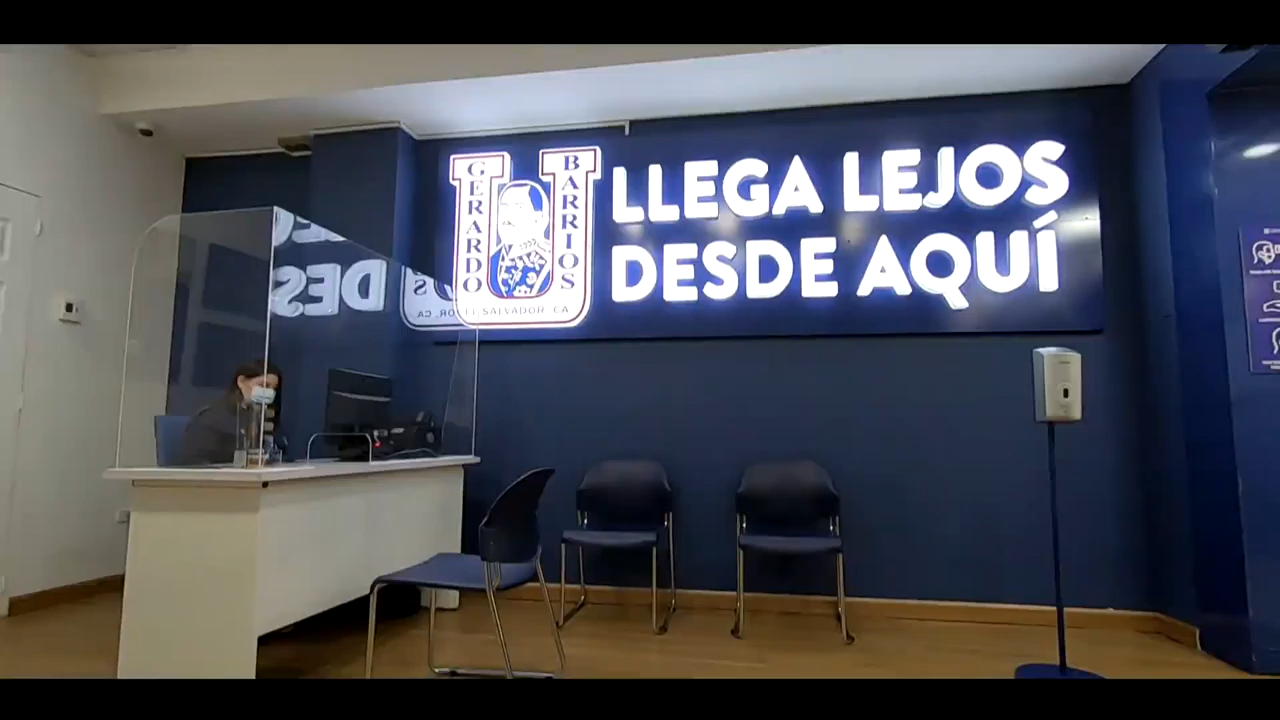 GERARDO
BARRIOS
EL SALVADOR, CA
LLEGA LEJOS
DESDE AQUÍ